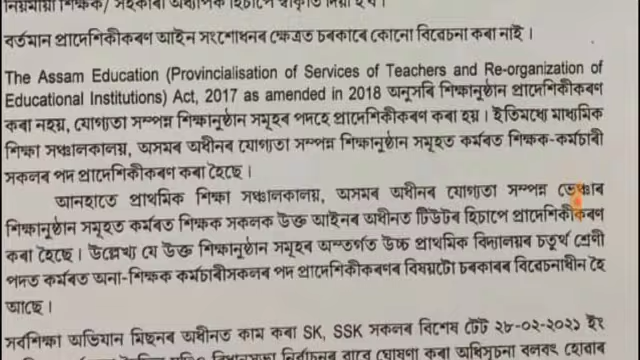 নিয়মীয়া শিক্ষক/ সহকাৰী অধ্যাপক হিচাপে স্বীকৃতি দিয়া হব।
বৰ্তমান প্ৰাদেশিকীকৰণ আইন সংশোধনৰ ক্ষেত্ৰত চৰকাৰে কোনো বিবেচনা কৰা নাই।
The Assam Education (Provincialisation of Services of Teachers and Re-organization of
Educational Institutions) Act, 2017 as amended in 2018 অনুসৰি শিক্ষানুষ্ঠান প্ৰাদেশিকীকৰণ
কৰা নহয়, যোগ্যতা সম্পন্ন শিক্ষানুষ্ঠান সমূহৰ পদহে প্ৰাদেশিকীকৰণ কৰা হয়। ইতিমধ্যে মাধ্যমিক
শিক্ষা সঞ্চালকালয়, অসমৰ অধীনৰ যোগ্যতা সম্পন্ন শিক্ষানুষ্ঠান সমূহত কৰ্মৰত শিক্ষক-কৰ্মচাৰী
সকলৰ পদ প্ৰাদেশিকীকৰণ কৰা হৈছে।
আনহাতে প্ৰাথমিক শিক্ষা সঞ্চালকালয়, অসমৰ অধীনৰ যোগ্যতা সম্পন্ন ভেঞ্চাৰ
শিক্ষানুষ্ঠান সমূহত কৰ্মৰত শিক্ষক সকলক উক্ত আইনৰ অধীনত টিউটৰ হিচাপে প্ৰাদেশিকীকৰণ
কৰা হৈছে। উল্লেখ্য যে উক্ত শিক্ষানুষ্ঠান সমূহৰ অন্তৰ্গত উচ্চ প্ৰাথমিক বিদ্যালয়ৰ চতুৰ্থ শ্ৰেণী
পদত কৰ্মৰত অনা-শিক্ষক কৰ্মচাৰীসকলৰ পদ প্ৰাদেশিকীকৰণৰ বিষয়টো চৰকাৰৰ বিবেচনাধীন হৈ
আছে।
সৰ্বশিক্ষা অভিযান মিছনৰ অধীনত কাম কৰা SK, SSK সকলৰ বিশেষ টেট ২৮-০২-২০২১ ইং
নিৰ্বাচনৰ বাবে ঘোষণা কৰা অধিসূচনা বলবৎ হোৱাৰ